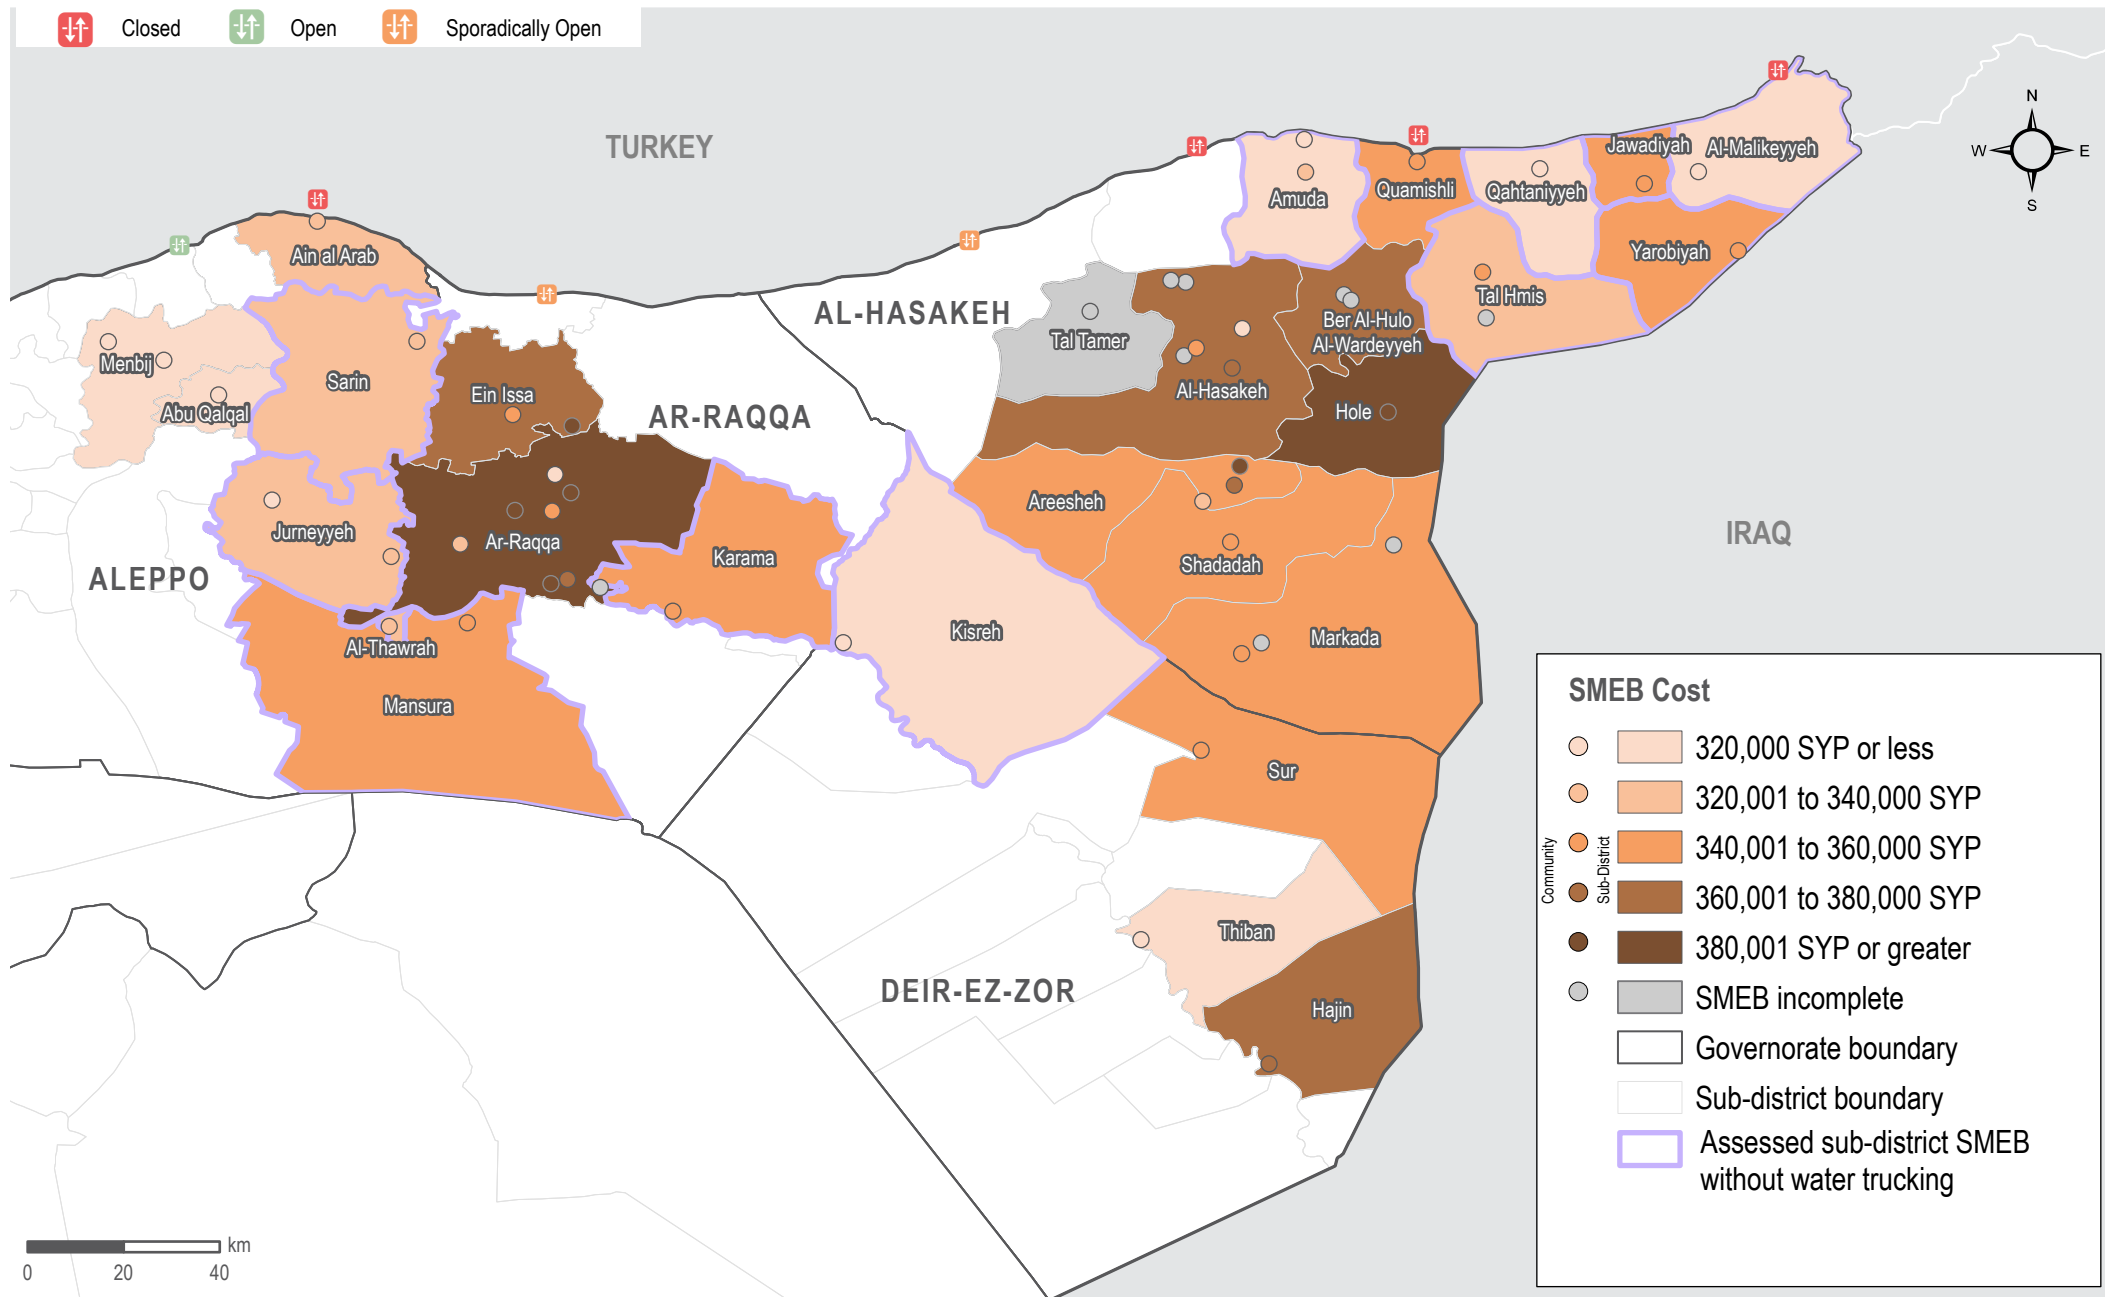 Closed
Open
Sporadically Open
TURKEY
N
W
E
S
Jawadiyah
Al-Malikeyyeh
Amuda
Quamishli
Qahtaniyyeh
Ain al Arab
Yarobiyah
Tal Hmis
AL-HASAKEH
Tal Tamer
Ber Al-Hulo
Al-Wardeyyeh
Menbij
Sarin
Abu Qalqal
Ein Issa
AR-RAQQA
Al-Hasakeh
Hole
Areesheh
Jurneyyeh
Ar-Raqqa
Karama
Shadadah
IRAQ
ALEPPO
Kisreh
Markada
Al-Thawrah
Mansura
Sur
Thiban
DEIR-EZ-ZOR
Hajin
SMEB Cost
Community
Sub-District
320,000 SYP or less
320,001 to 340,000 SYP
340,001 to 360,000 SYP
360,001 to 380,000 SYP
380,001 SYP or greater
SMEB incomplete
Governorate boundary
Sub-district boundary
Assessed sub-district SMEB
without water trucking
km
0 20 40